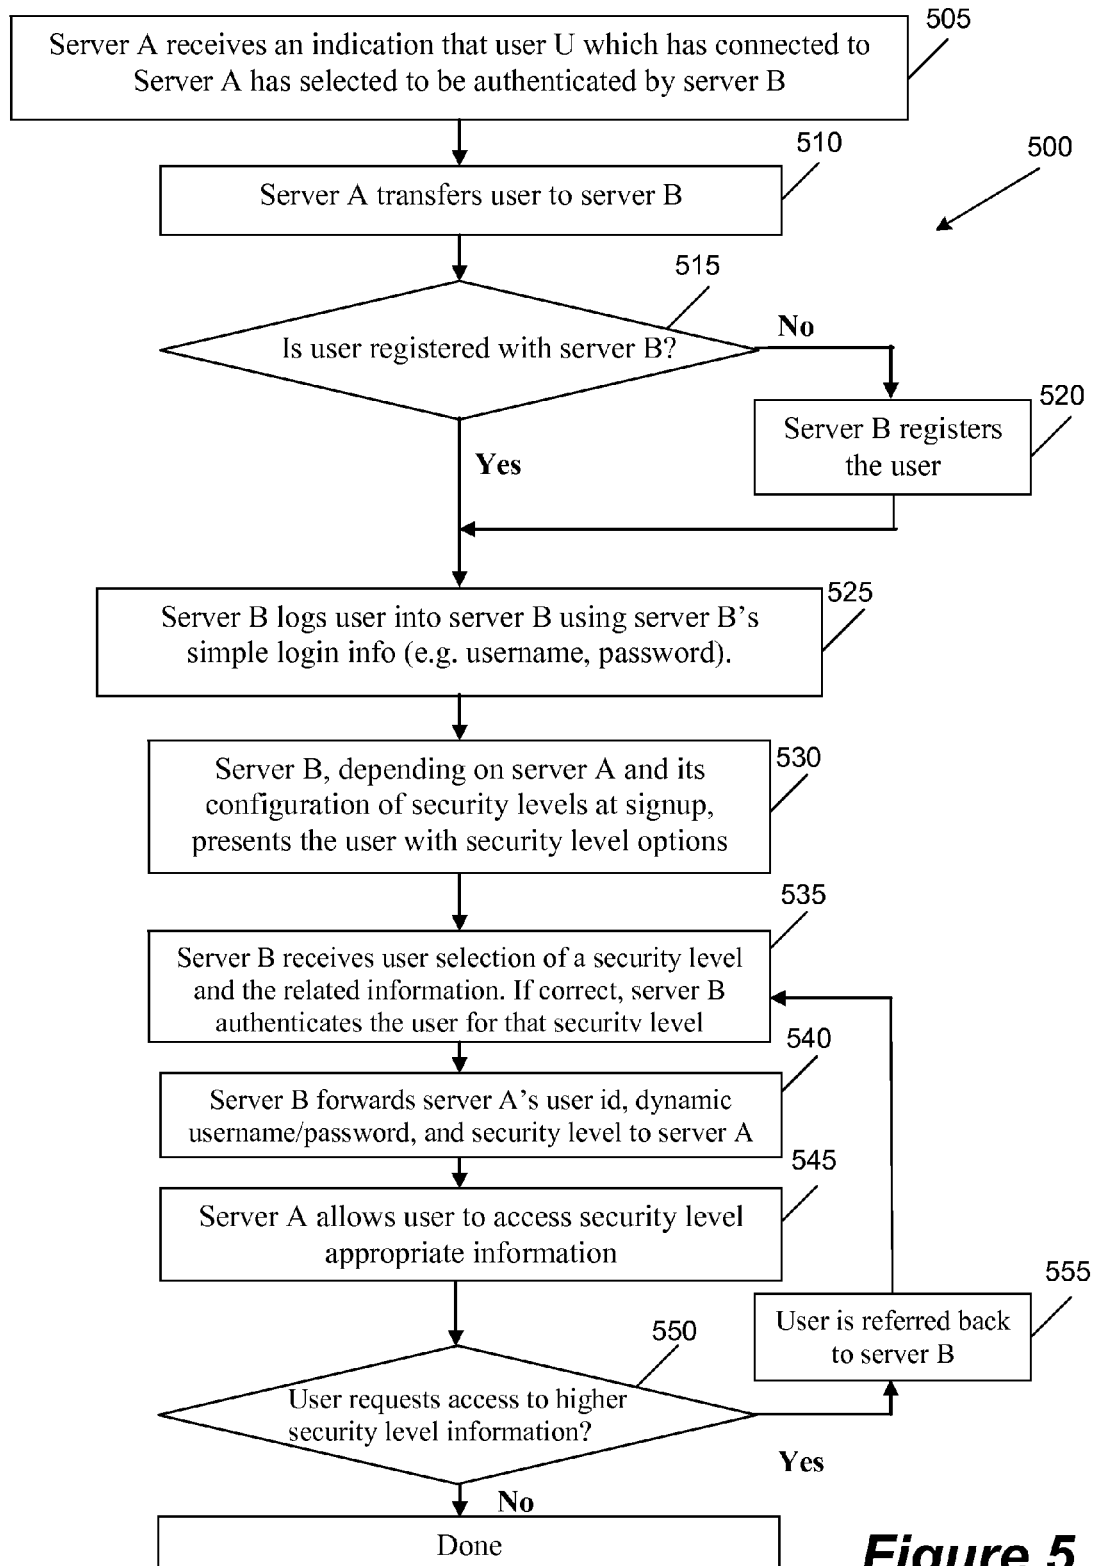 505
Server A receives an indication that user U which has connected to
Server A has selected to be authenticated by server B
510
500
Server A transfers user to server B
515
No
Is user registered with server B?
520
Server B registers
the user
Yes
525
Server B logs user into server B using server B’s
simple login info (e.g. username, password).
530
Server B, depending on server A and its
configuration of security levels at signup,
presents the user with security level options
535
Server B receives user selection of a security level
and the related information. If correct, server B
authenticates the user for that security level
540
Server B forwards server A’s user id, dynamic
username/password, and security level to server A
545
Server A allows user to access security level
appropriate information
555
User is referred back
to server B
550
User requests access to higher
security level information?
Yes
No
Done
Figure 5